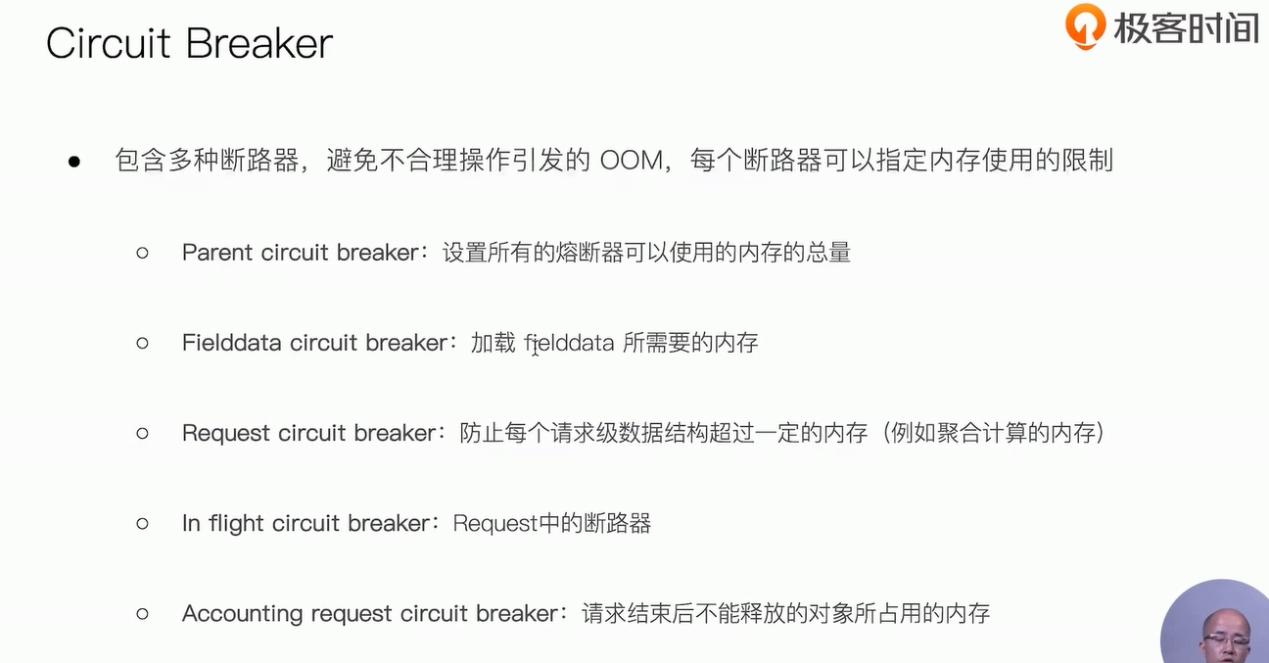 Circuit Breaker
极客时间
包含多种断路器，避免不合理操作引发的 OOM，每个断路器可以指定内存使用的限制
Parent circuit breaker：设置所有的熔断器可以使用的内存的总量
Fielddata circuit breaker：加载 fielddata 所需要的内存
Request circuit breaker：防止每个请求级数据结构超过一定的内存（例如聚合计算的内存）
In flight circuit breaker：Request中的断路器
Accounting request circuit breaker：请求结束后不能释放的对象所占用的内存